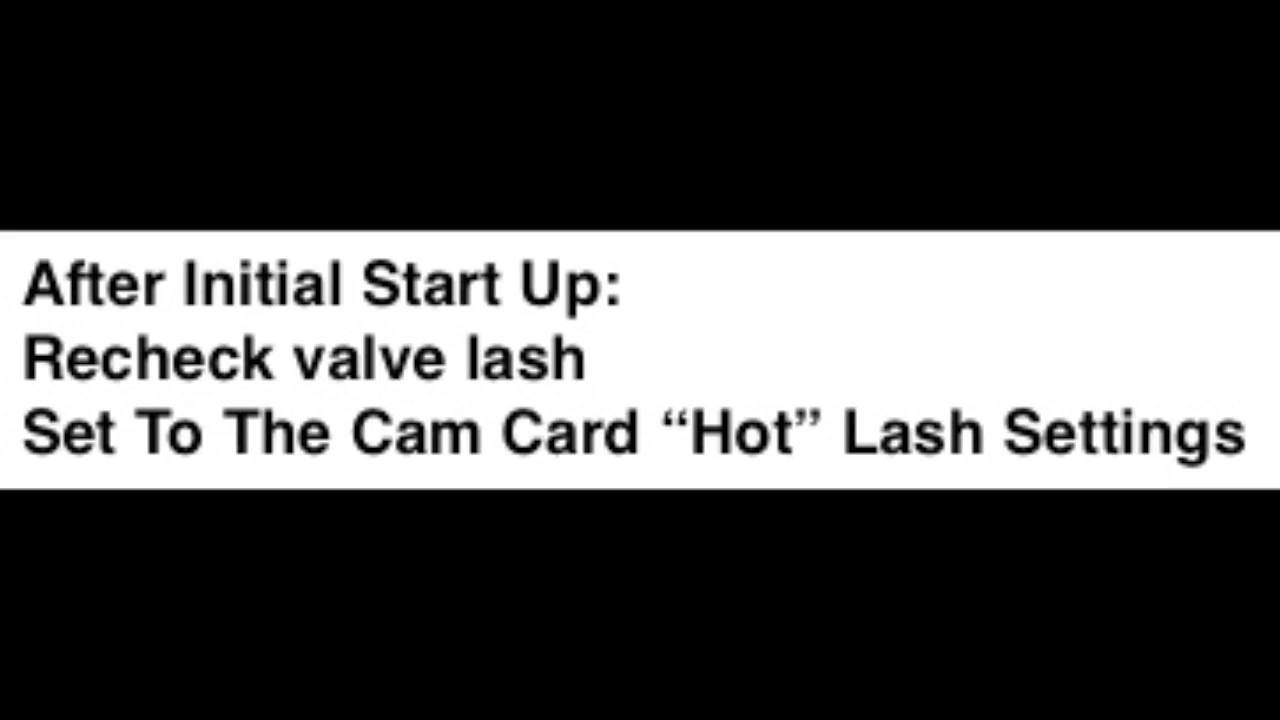 After Initial Start Up:
Recheck valve lash
Set To The Cam Card “Hot” Lash Settings